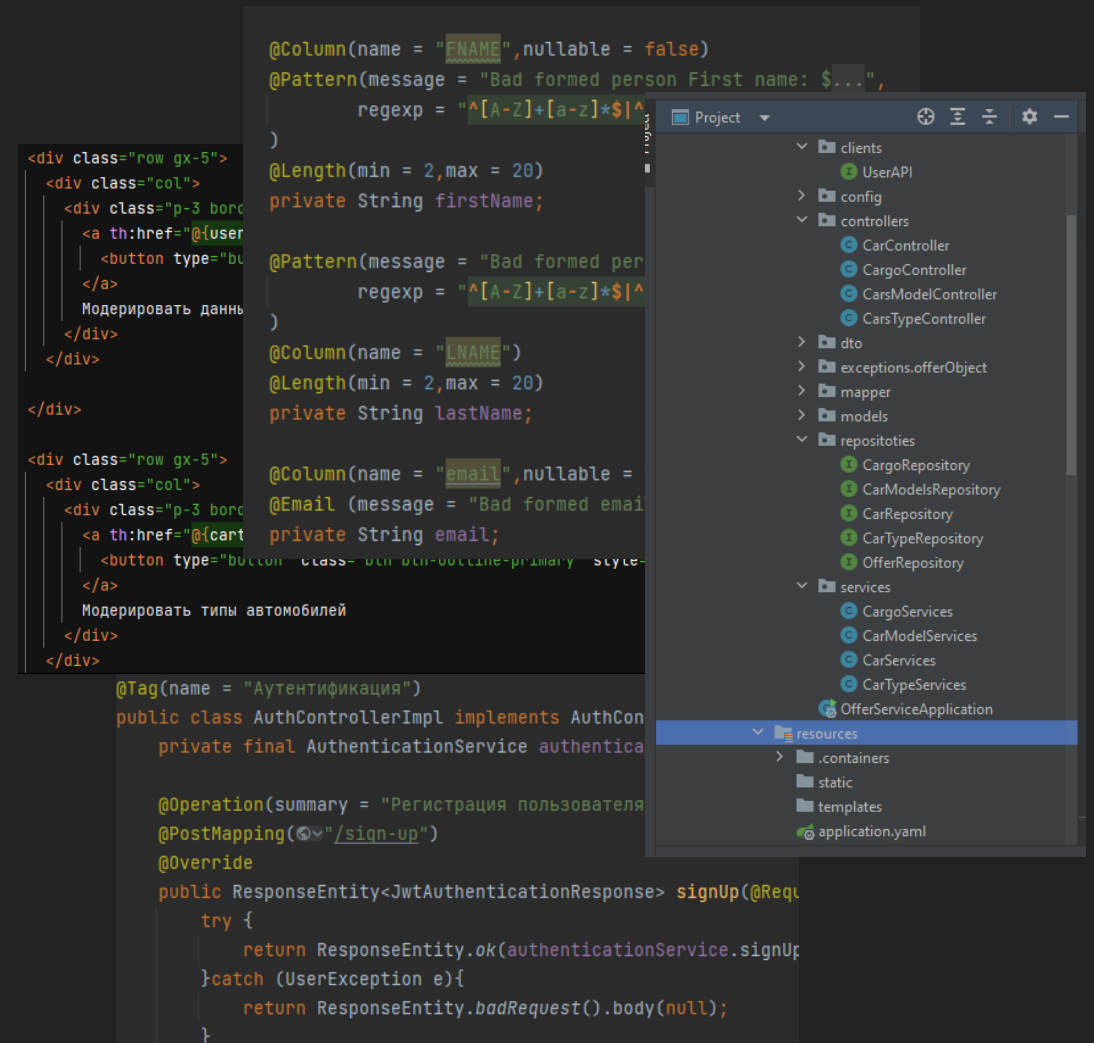 @Column(name = "FNAME",nullable = false)
@Pattern(message = "Bad formed person First name: $...",
regexp = "^[A-Z]+[a-z]*$|^
)
@Length(min = 2,max = 20)
private String firstName;
@Pattern(message = "Bad formed per
regexp = "^[A-Z]+[a-z]*$|^
)
@Column(name = "LNAME")
@Length(min = 2,max = 20)
private String lastName;
@Column(name = "email",nullable =
@Email (message = "Bad formed emai
private String email;
<div class="row gx-5">
<div class="col">
<div class="p-3 bord
<a th:href="@{user
<button type="bu
</a>
Модерировать данны
</div>
</div>
</div>
<div class="row gx-5">
<div class="col">
<div class="p-3 bord
<a th:href="@{cart
<button type="button" class="btn btn-outline-primary" style=
</a>
Модерировать типы автомобилей
</div>
</div>
Project
clients
UserAPI
config
controllers
CarController
CargoController
CarsModelController
CarsTypeController
dto
exceptions.offerObject
mapper
models
repositoties
CargoRepository
CarModelsRepository
CarRepository
CarTypeRepository
OfferRepository
services
CargoServices
CarModelServices
CarServices
CarTypeServices
OfferServiceApplication
resources
.containers
static
templates
application.yaml
@Tag(name = "Аутентификация")
public class AuthControllerImpl implements AuthCon
private final AuthenticationService authentica
@Operation(summary = "Регистрация пользователя
@PostMapping("/sign-up")
@Override
public ResponseEntity<JwtAuthenticationResponse> signUp(@Requ
try {
return ResponseEntity.ok(authenticationService.signUp
}catch (UserException e){
return ResponseEntity.badRequest().body(null);
}